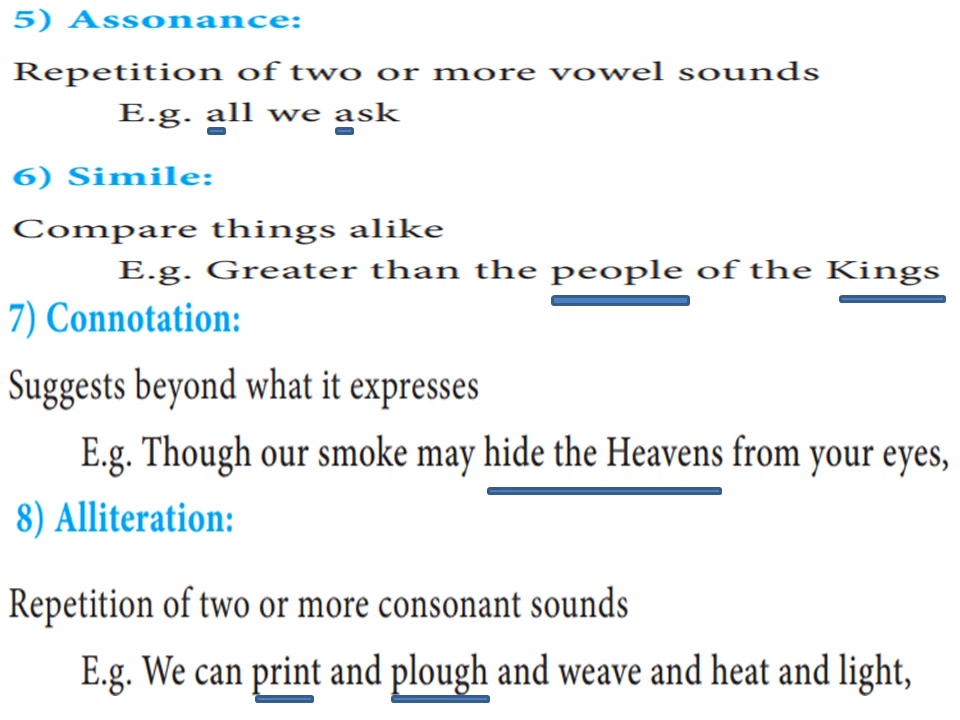 5) Assonance:
Repetition of two or more vowel sounds
E.g. all we ask
6) Simile:
Compare things alike
E.g. Greater than the people of the Kings
7) Connotation:
Suggests beyond what it expresses
E.g. Though our smoke may hide the Heavens from your eyes,
8) Alliteration:
Repetition of two or more consonant sounds
E.g. We can print and plough and weave and heat and light,